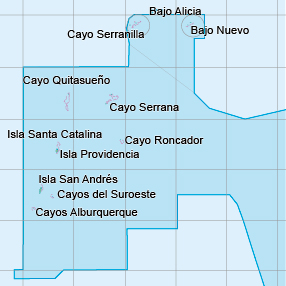 Bajo Alicia
Cayo Serranilla
Bajo Nuevo
Cayo Quitasueño
Cayo Serrana
Isla Santa Catalina
Cayo Roncador
Isla Providencia
Isla San Andrés
Cayos del Suroeste
Cayos Alburquerque